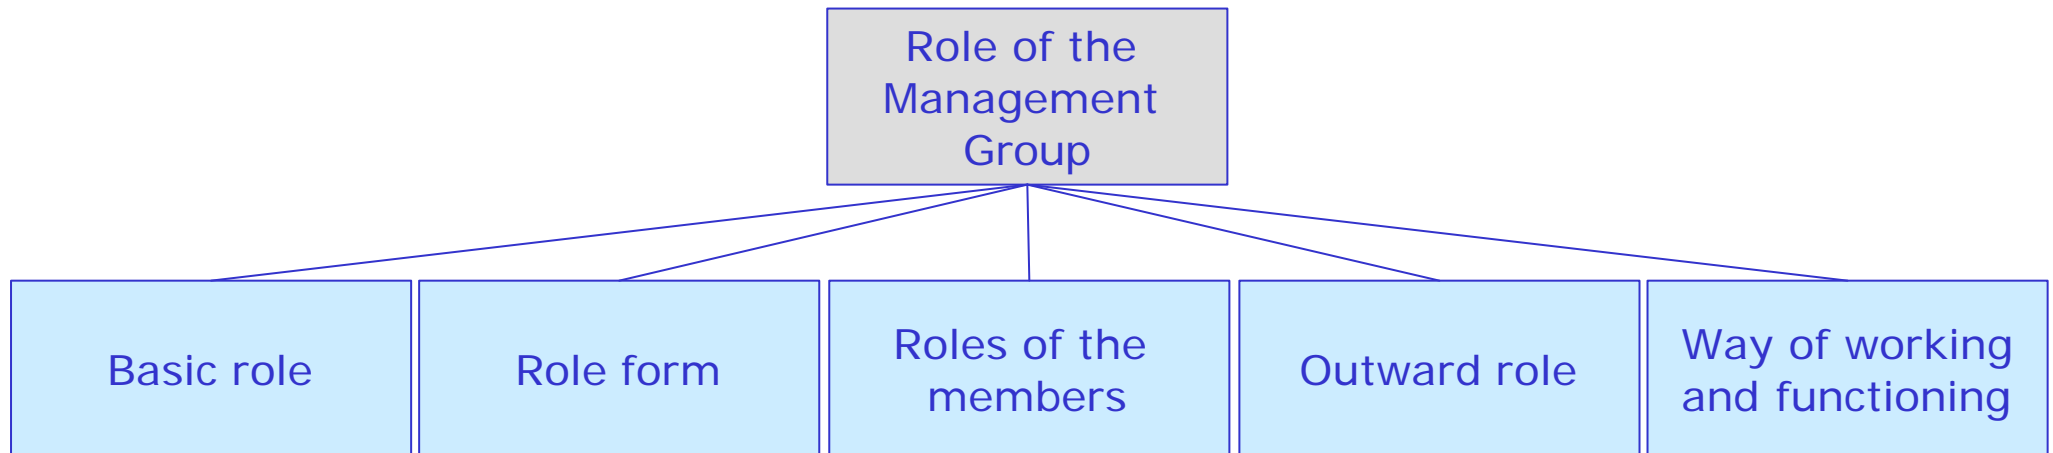 Role of the
Management
Group
Basic role
Role form
Roles of the
members
Outward role
Way of working
and functioning